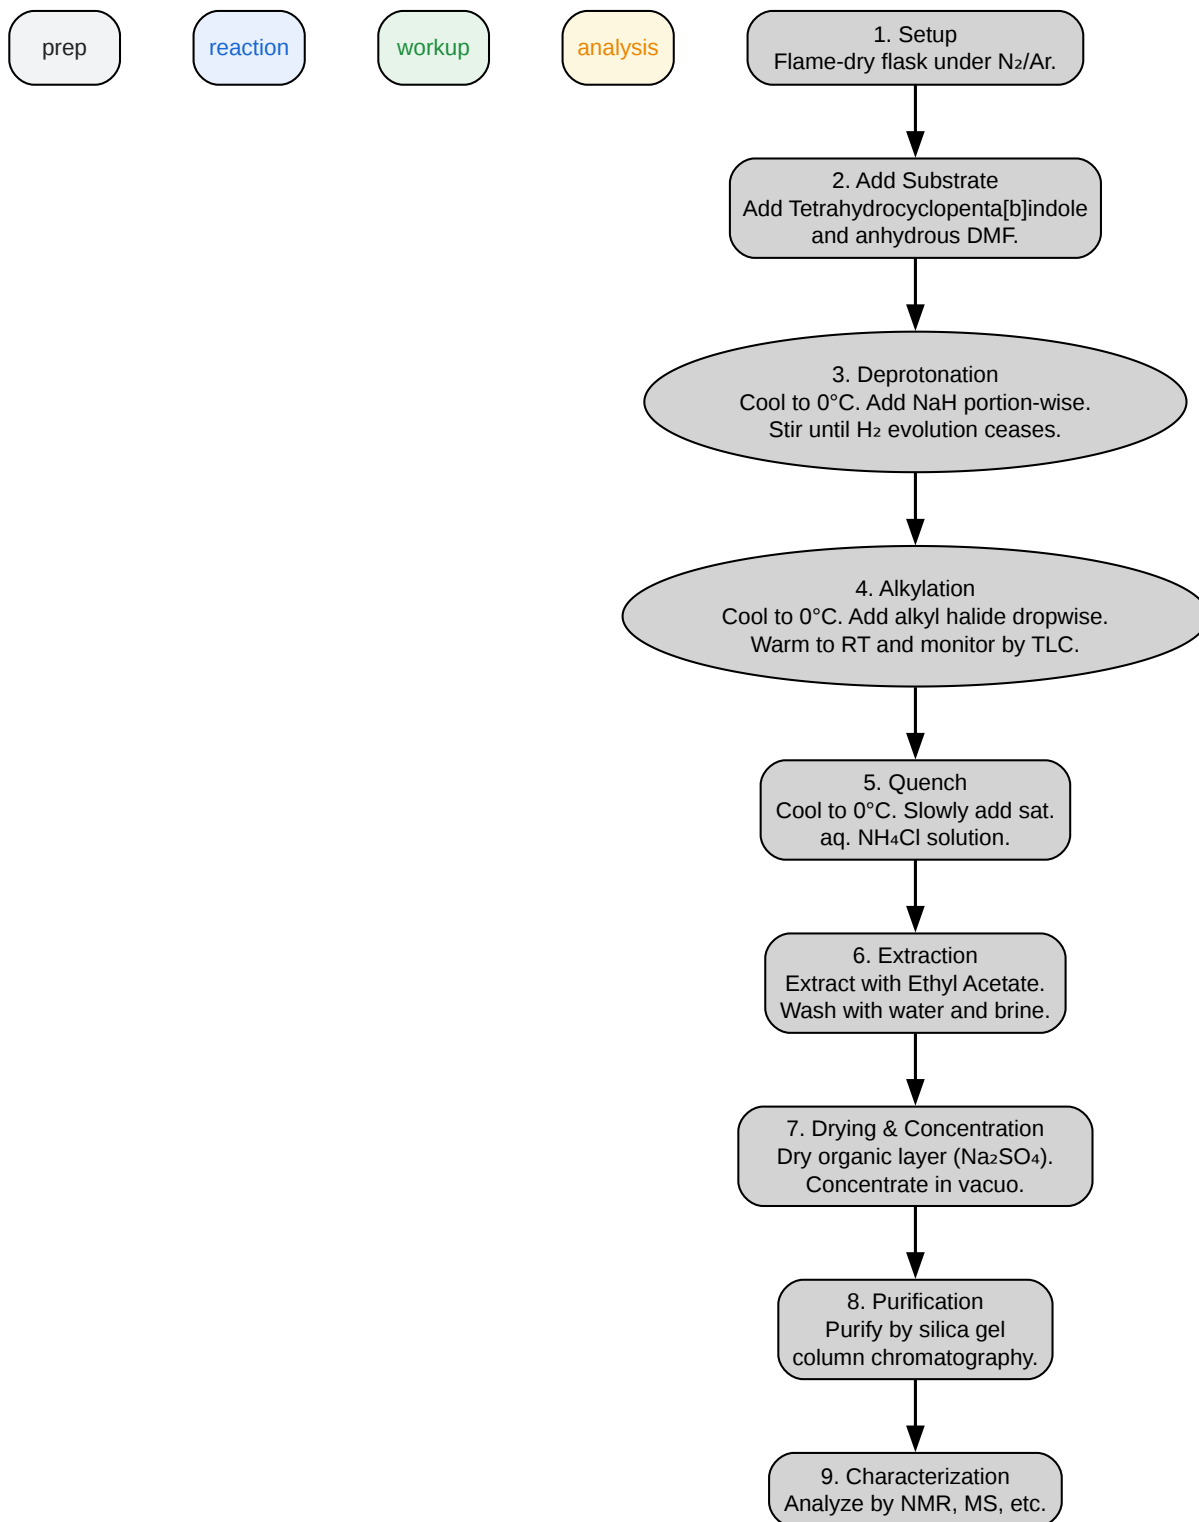 prep
reaction
workup
analysis
1. Setup
Flame-dry flask under N₂/Ar.
2. Add Substrate
Add Tetrahydrocyclopenta[b]indole
and anhydrous DMF.
3. Deprotonation
Cool to 0°C. Add NaH portion-wise.
Stir until H₂ evolution ceases.
4. Alkylation
Cool to 0°C. Add alkyl halide dropwise.
Warm to RT and monitor by TLC.
5. Quench
Cool to 0°C. Slowly add sat.
aq. NH₄Cl solution.
6. Extraction
Extract with Ethyl Acetate.
Wash with water and brine.
7. Drying & Concentration
Dry organic layer (Na₂SO₄).
Concentrate in vacuo.
8. Purification
Purify by silica gel
column chromatography.
9. Characterization
Analyze by NMR, MS, etc.